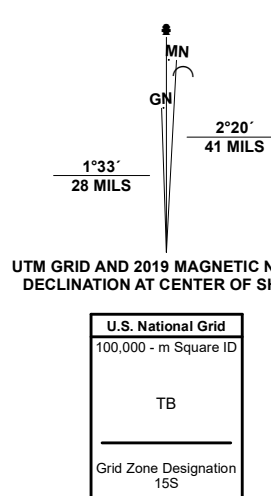 MN
GN
2°20´
41 MILS
1°33´
28 MILS
UTM GRID AND 2019 MAGNETIC
DECLINATION AT CENTER OF
U.S. National Grid
100,000 - m Square ID
TB
Grid Zone Designation
15S